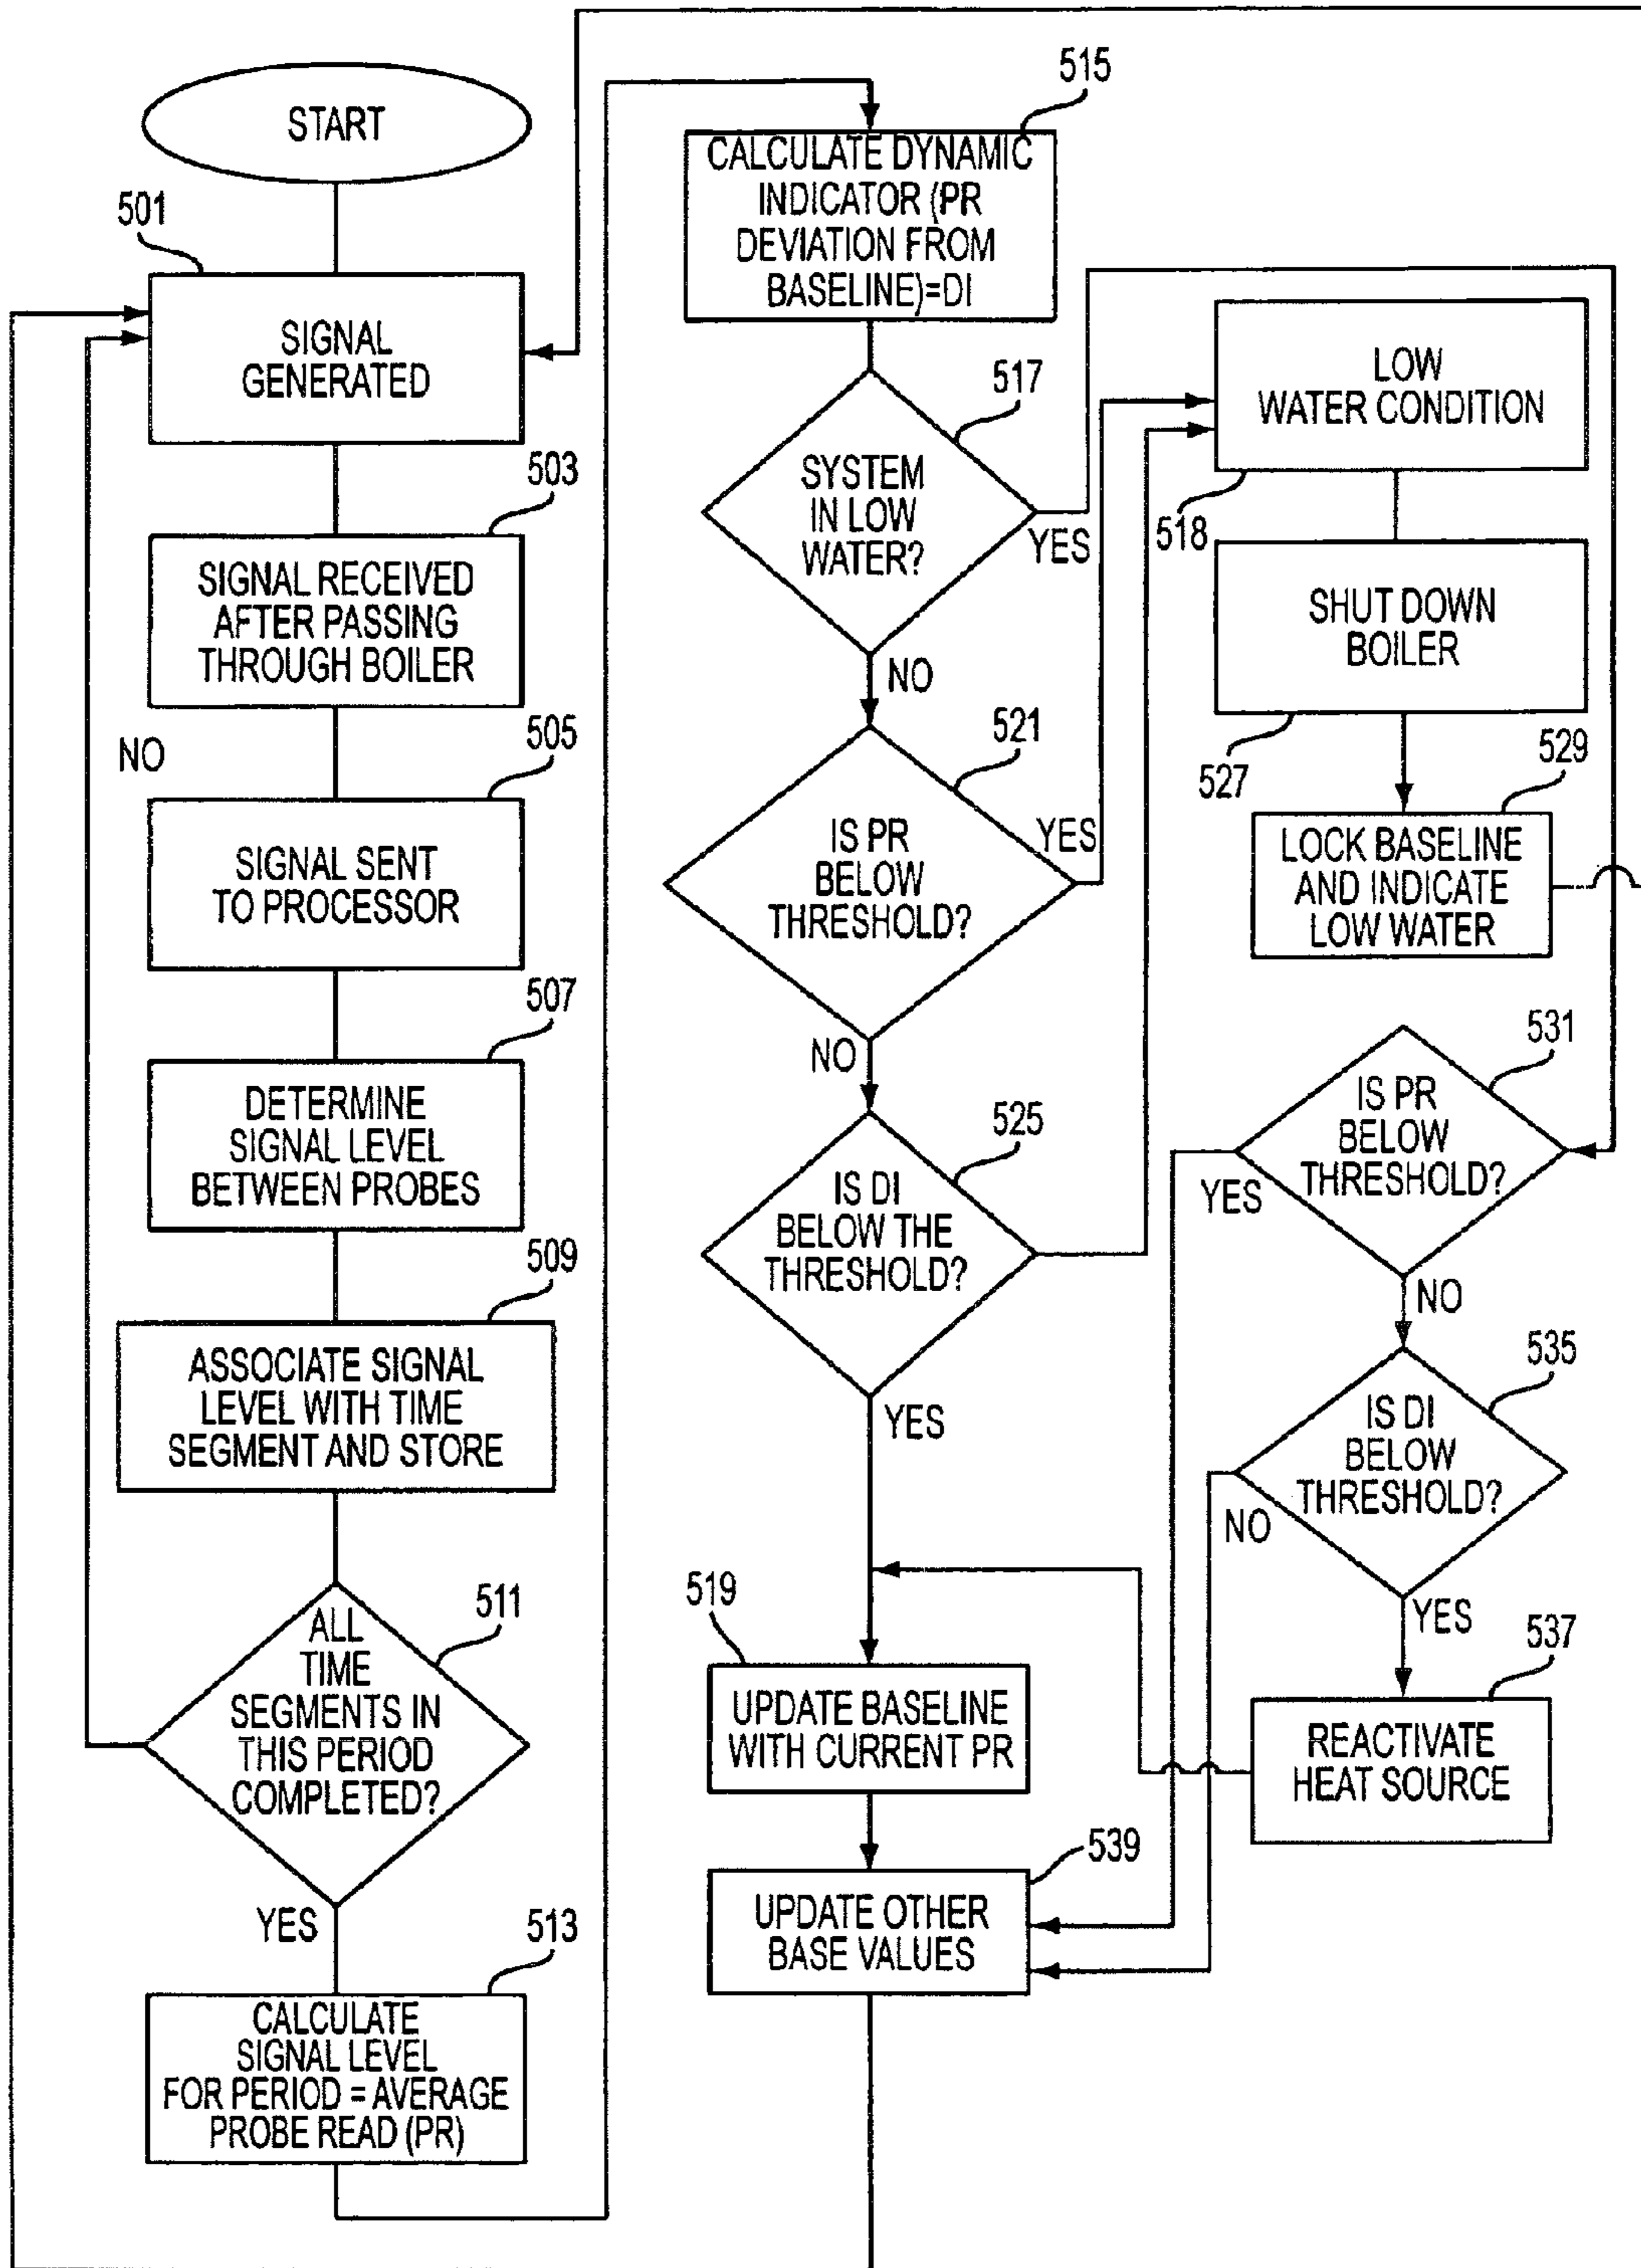 START
501
SIGNAL
GENERATED
503
SIGNAL RECEIVED
AFTER PASSING
THROUGH BOILER
NO
505
SIGNAL SENT
TO PROCESSOR
507
DETERMINE
SIGNAL LEVEL
BETWEEN PROBES
509
ASSOCIATE SIGNAL
LEVEL WITH TIME
SEGMENT AND STORE
511
ALL
TIME
SEGMENTS IN
THIS PERIOD
COMPLETED?
YES
513
CALCULATE
SIGNAL LEVEL
FOR PERIOD = AVERAGE
PROBE READ (PR)
515
CALCULATE DYNAMIC
INDICATOR (PR
DEVIATION FROM
BASELINE)=DI
517
SYSTEM
IN LOW
WATER?
YES
NO
521
IS PR
BELOW
THRESHOLD?
YES
NO
525
IS DI
BELOW THE
THRESHOLD?
YES
519
UPDATE BASELINE
WITH CURRENT PR
539
UPDATE OTHER
BASE VALUES
LOW
WATER CONDITION
518
SHUT DOWN
BOILER
527
529
LOCK BASELINE
AND INDICATE
LOW WATER
531
IS PR
BELOW
THRESHOLD?
YES
NO
535
IS DI
BELOW
THRESHOLD?
NO
YES
537
REACTIVATE
HEAT SOURCE